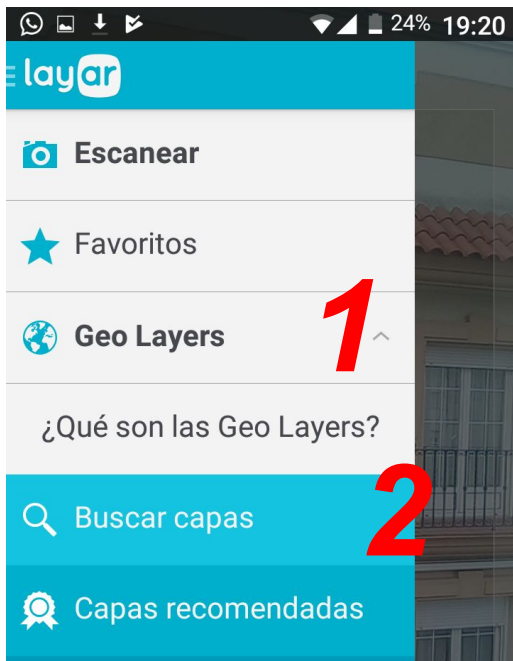 24% 19:20
layar
Escanear
Favoritos
Geo Layers 1
¿Qué son las Geo Layers?
Buscar capas 2
Capas recomendadas